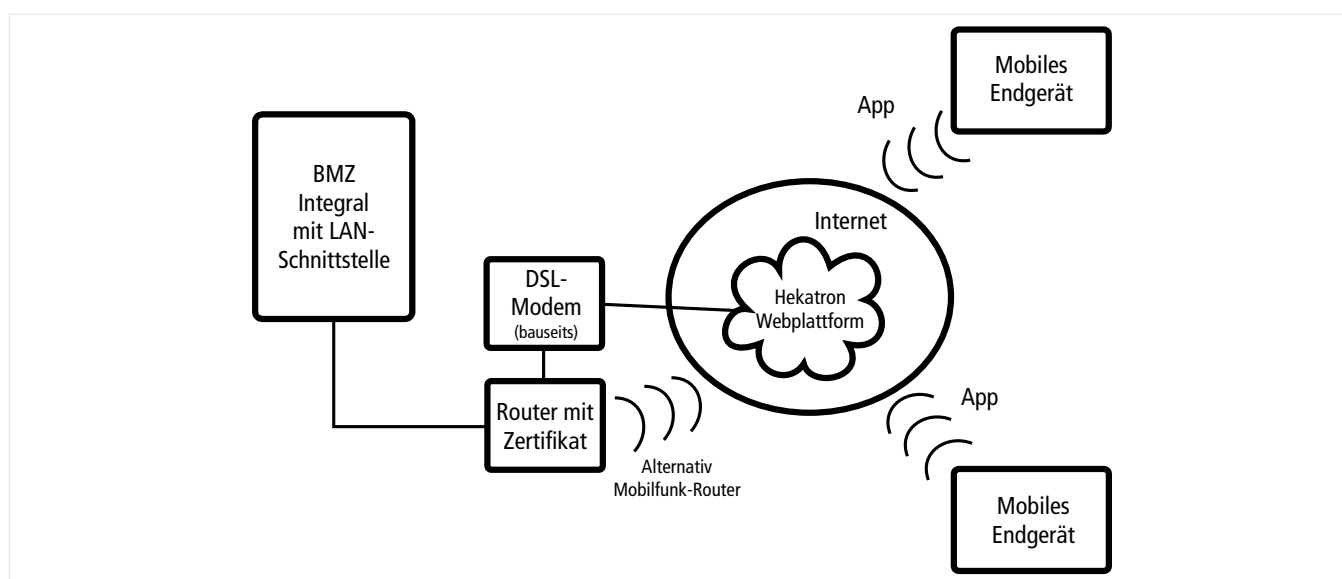 Mobiles
Endgerät
App
BMZ
Integral
mit LAN-
Schnittstelle
Internet
DSL-
Modem
(bauseits)
Hekatron
Webplattform
Router mit
Zertifikat
Alternativ
Mobilfunk-Router
App
Mobiles
Endgerät